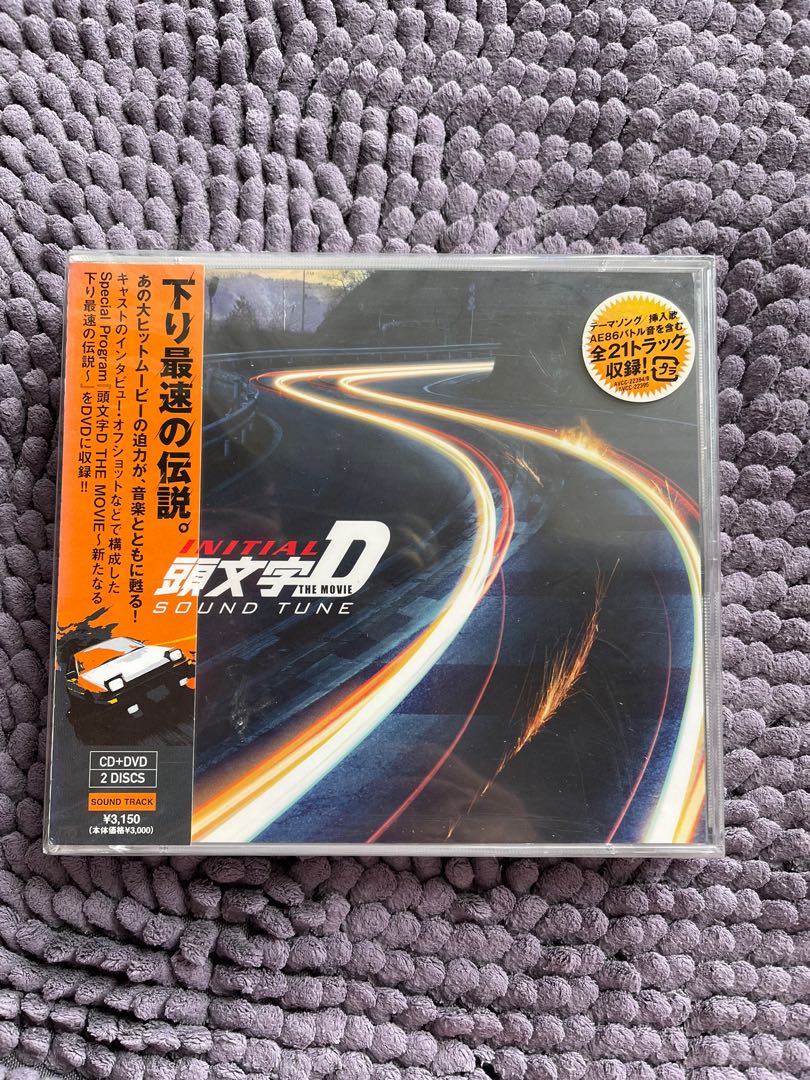 下り最速の伝説。
あの大ヒットムービーの迫力が、音楽とともに甦る!
キャストのインタビュー・オフショットなどで構成した
Special Program『頭文字D THE MOVIE〜新たなる
下り最速の伝説〜』をDVDに収録!!
CD+DVD
2 DISCS
SOUND TRACK
¥3,150
(本体価格¥3,000)
INITIAL
頭文字D
THE MOVIE
SOUND TUNE
テーマソング/挿入歌
AE86バトル音を含む
全21トラック
収録!
AVCC-22394/B
AVCC-22395